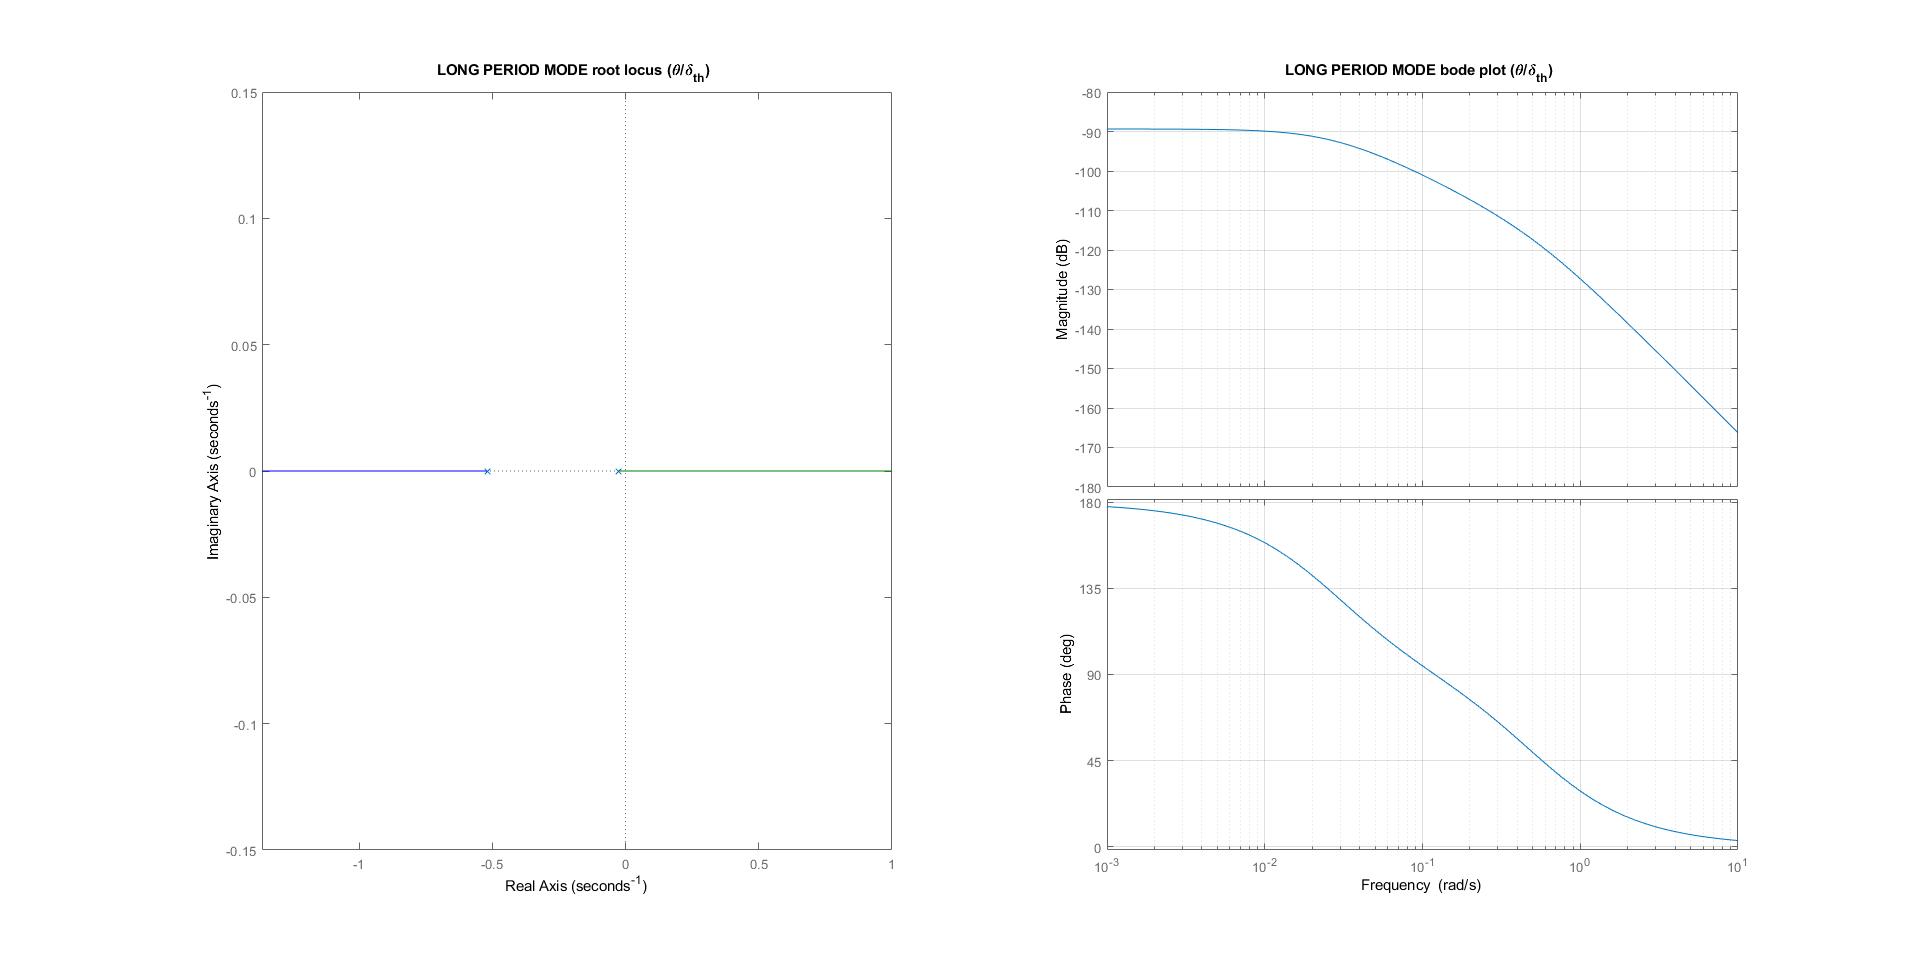 LONG PERIOD MODE root locus (θ/δth)
0.15
0.1
0.05
0
-0.05
-0.1
-0.15
Imaginary Axis (seconds-1)
-1 -0.5 0 0.5 1
Real Axis (seconds-1)
LONG PERIOD MODE bode plot (θ/δth)
-80
-90
-100
-110
-120
-130
-140
-150
-160
-170
-180
Magnitude (dB)
180
135
90
45
0
Phase (deg)
10-3 10-2 10-1 100 101
Frequency (rad/s)